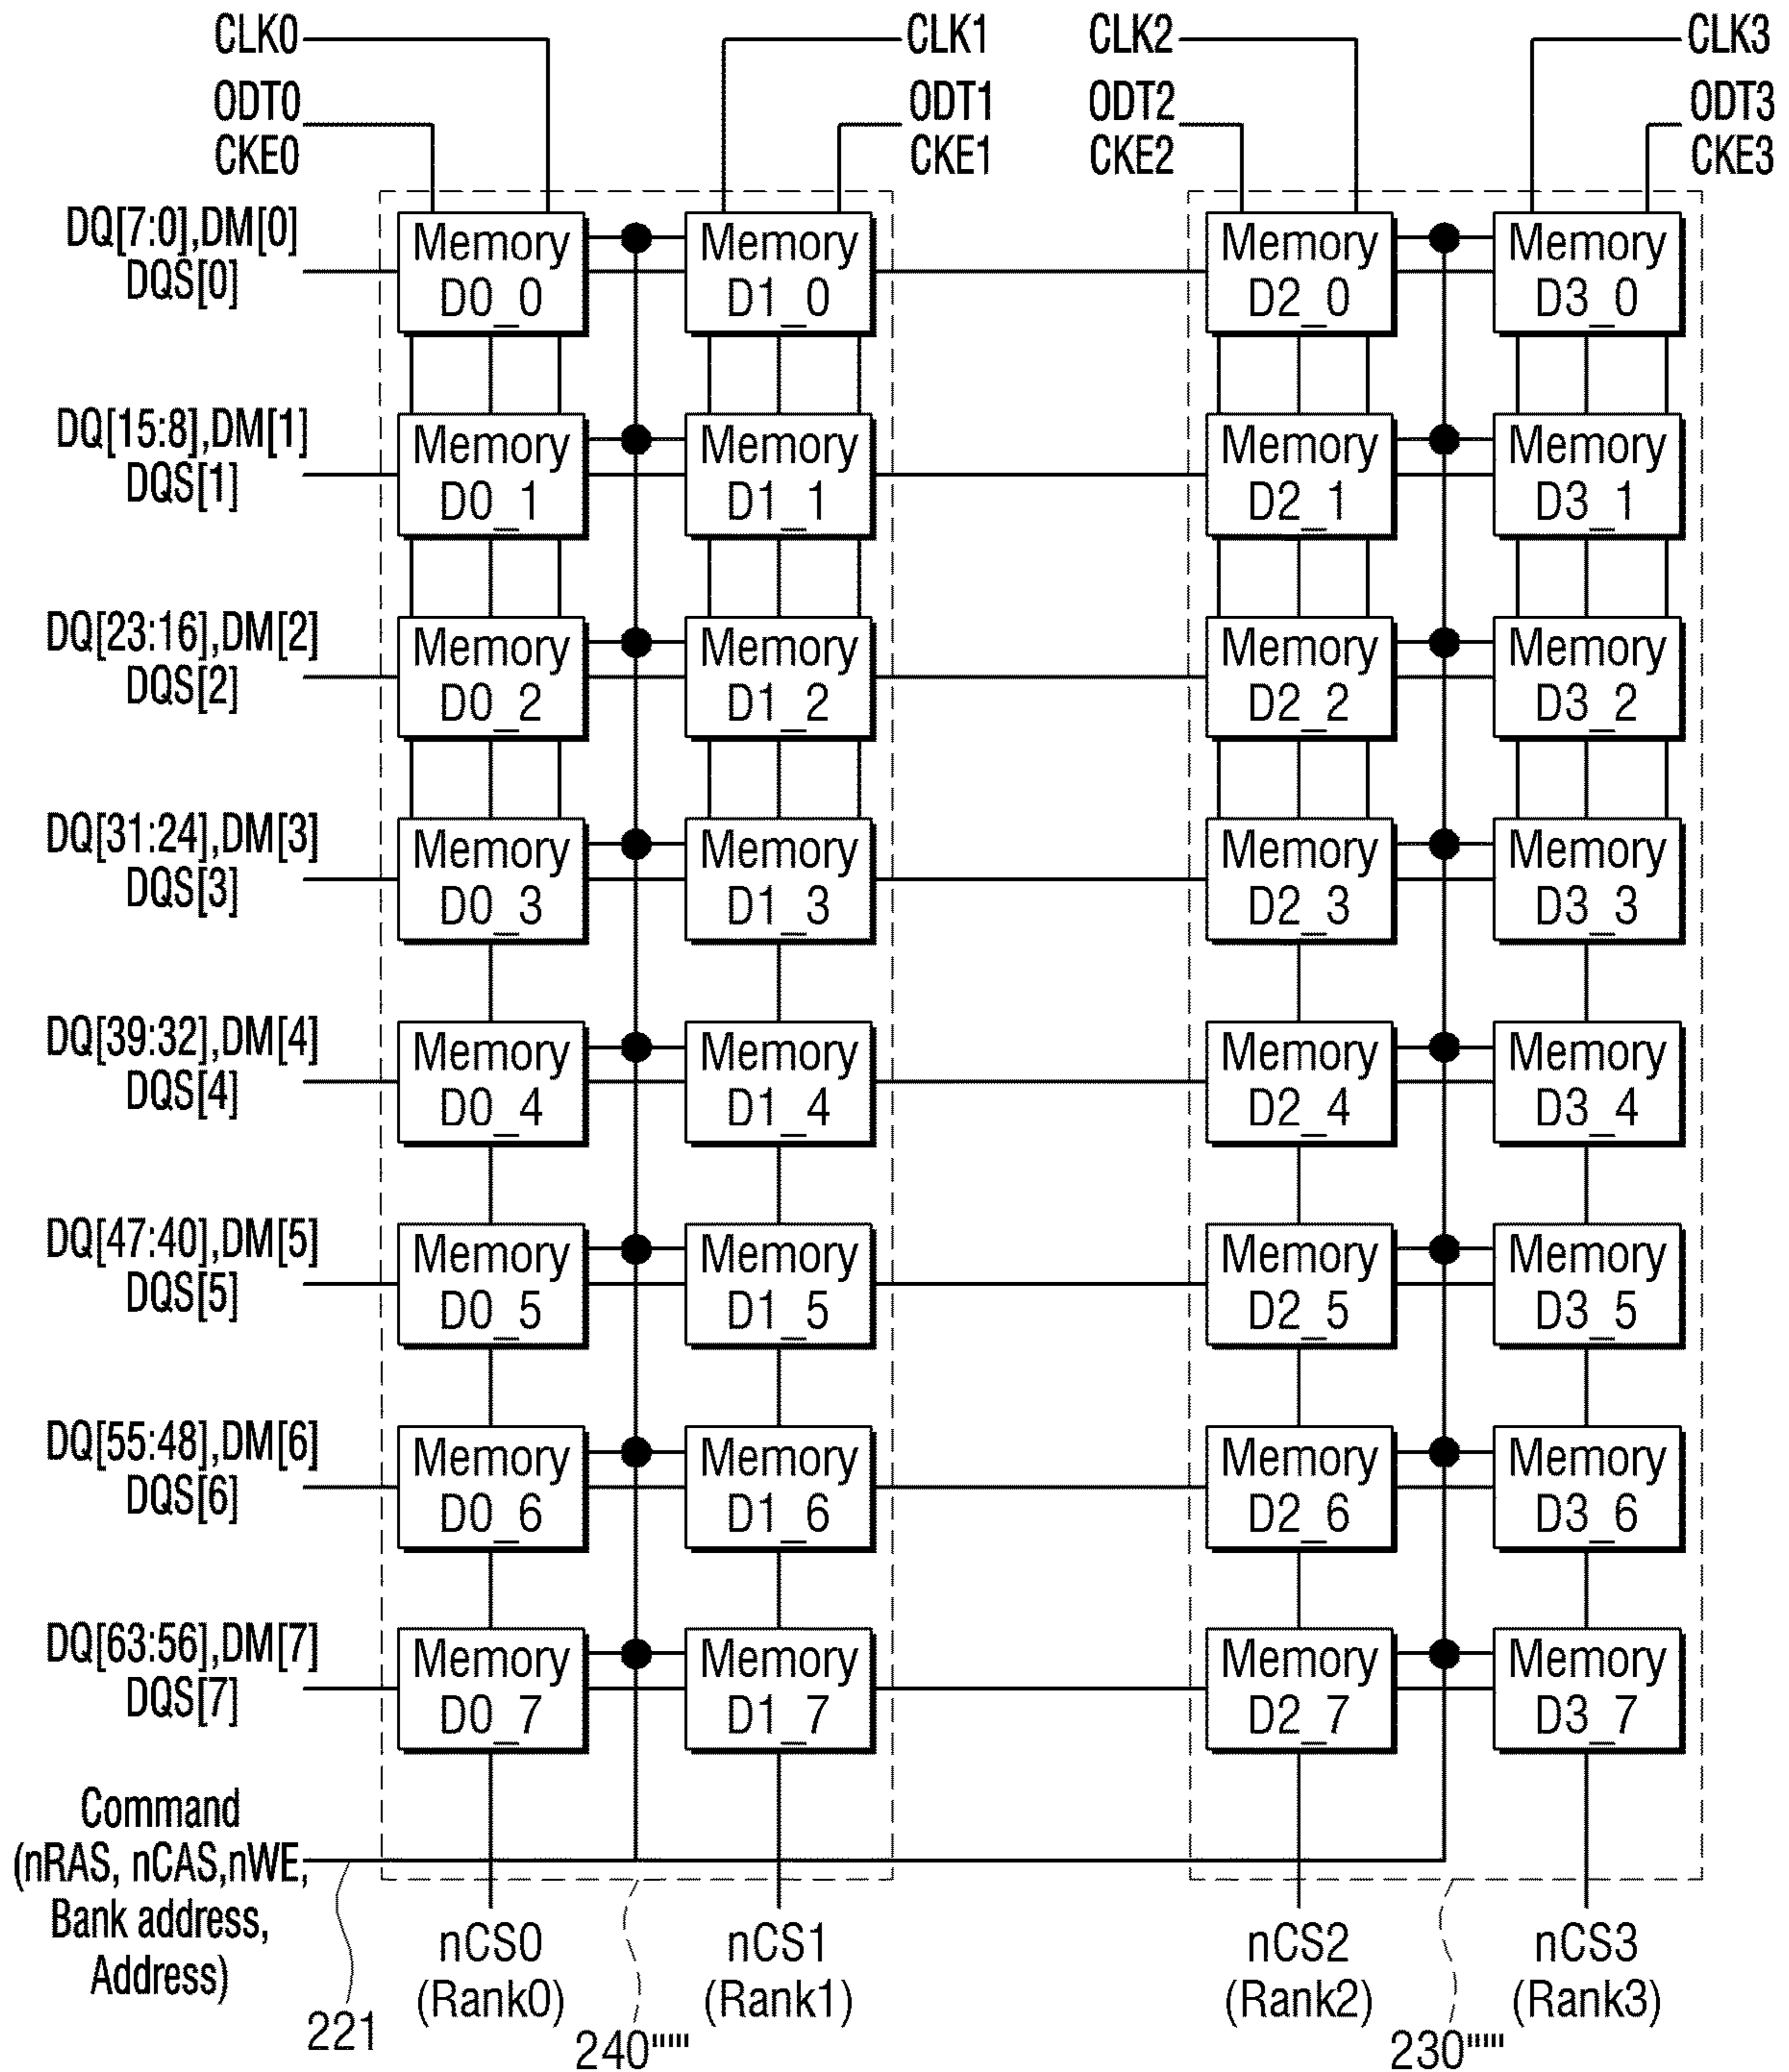 CLK0 CLK1 CLK2 CLK3
ODT0 ODT1 ODT2 ODT3
CKE0 CKE1 CKE2 CKE3
DQ[7:0],DM[0]
DQS[0]
Memory Memory Memory Memory
D0_0 D1_0 D2_0 D3_0
DQ[15:8],DM[1]
DQS[1]
Memory Memory Memory Memory
D0_1 D1_1 D2_1 D3_1
DQ[23:16],DM[2]
DQS[2]
Memory Memory Memory Memory
D0_2 D1_2 D2_2 D3_2
DQ[31:24],DM[3]
DQS[3]
Memory Memory Memory Memory
D0_3 D1_3 D2_3 D3_3
DQ[39:32],DM[4]
DQS[4]
Memory Memory Memory Memory
D0_4 D1_4 D2_4 D3_4
DQ[47:40],DM[5]
DQS[5]
Memory Memory Memory Memory
D0_5 D1_5 D2_5 D3_5
DQ[55:48],DM[6]
DQS[6]
Memory Memory Memory Memory
D0_6 D1_6 D2_6 D3_6
DQ[63:56],DM[7]
DQS[7]
Memory Memory Memory Memory
D0_7 D1_7 D2_7 D3_7
Command
(nRAS, nCAS,nWE,
Bank address,
Address)
nCS0 nCS1 nCS2 nCS3
(Rank0) (Rank1) (Rank2) (Rank3)
221 240''''' 230'''''